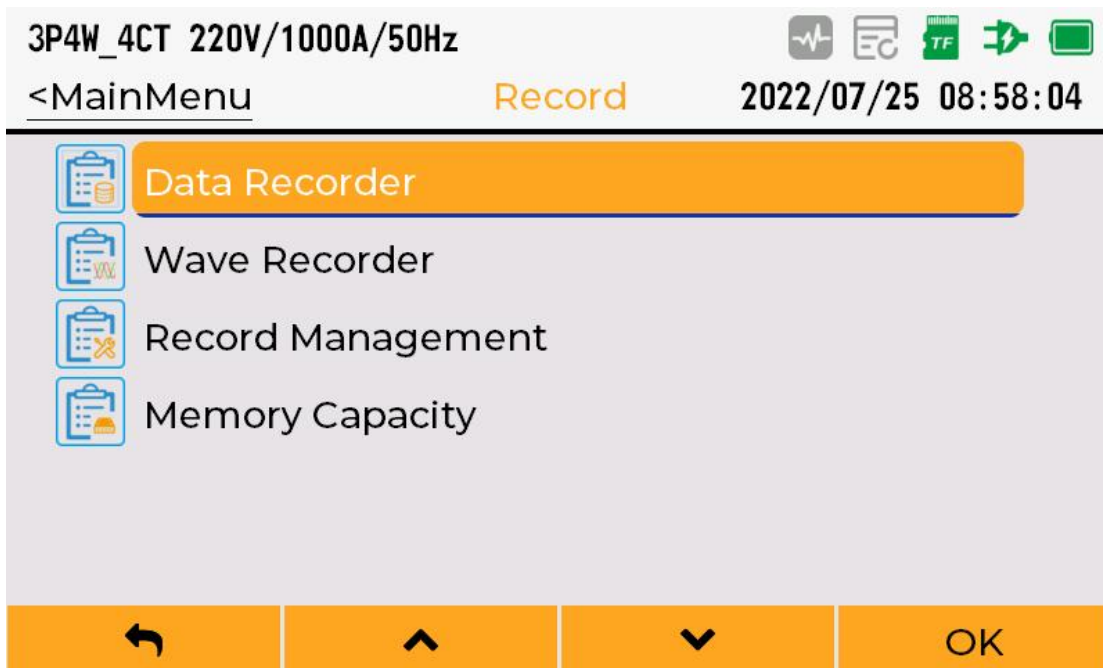 3P4W_4CT 220V/1000A/50Hz TF
<MainMenu Record 2022/07/25 08:58:04
Data Recorder
Wave Recorder
Record Management
Memory Capacity
OK